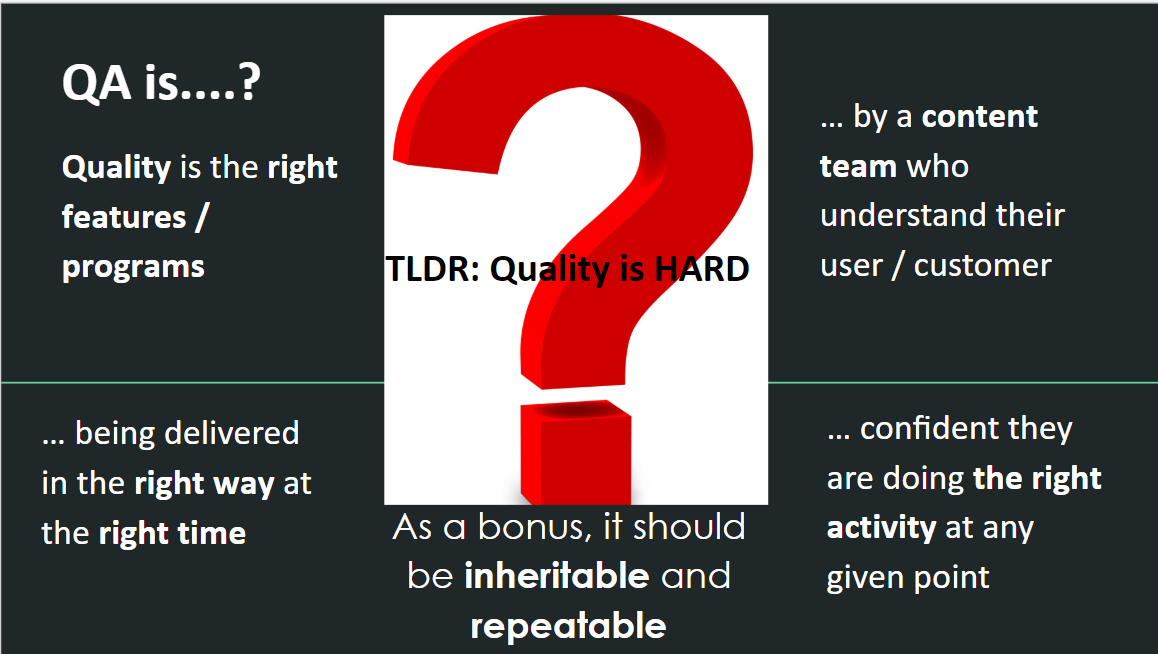 QA is....?
Quality is the right
features /
programs
... being delivered
in the right way at
the right time
TLDR: Quality is HARD
As a bonus, it should
be inheritable and
repeatable
... by a content
team who
understand their
user / customer
... confident they
are doing the right
activity at any
given point